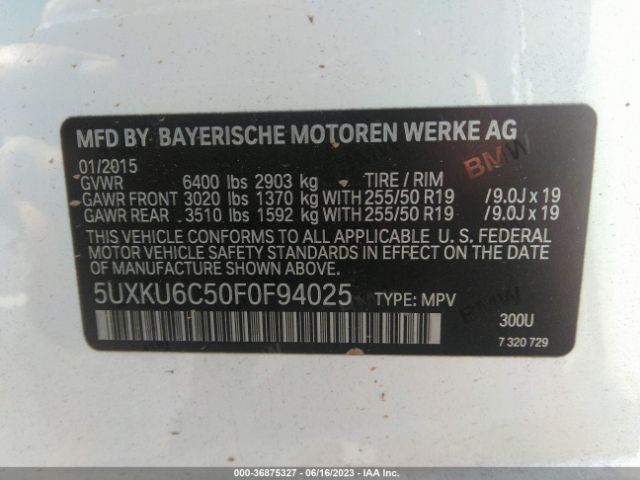 MFD BY BAYERISCHE MOTOREN WERKE AG
01/2015
GVWR 6400 lbs 2903 kg TIRE / RIM
GAWR FRONT 3020 lbs 1370 kg WITH 255/50 R19 /9.0J x 19
GAWR REAR 3510 lbs 1592 kg WITH 255/50 R19 /9.0J x 19
THIS VEHICLE CONFORMS TO ALL APPLICABLE U. S. FEDERAL
MOTOR VEHICLE SAFETY STANDARDS IN EFFECT ON THE DATE
OF MANUFACTURE SHOWN ABOVE.
5UXKU6C50F0F94025 TYPE: MPV
300U
7 320 729
BMW
BMW
000-36875327 - 06/16/2023 - IAA Inc.